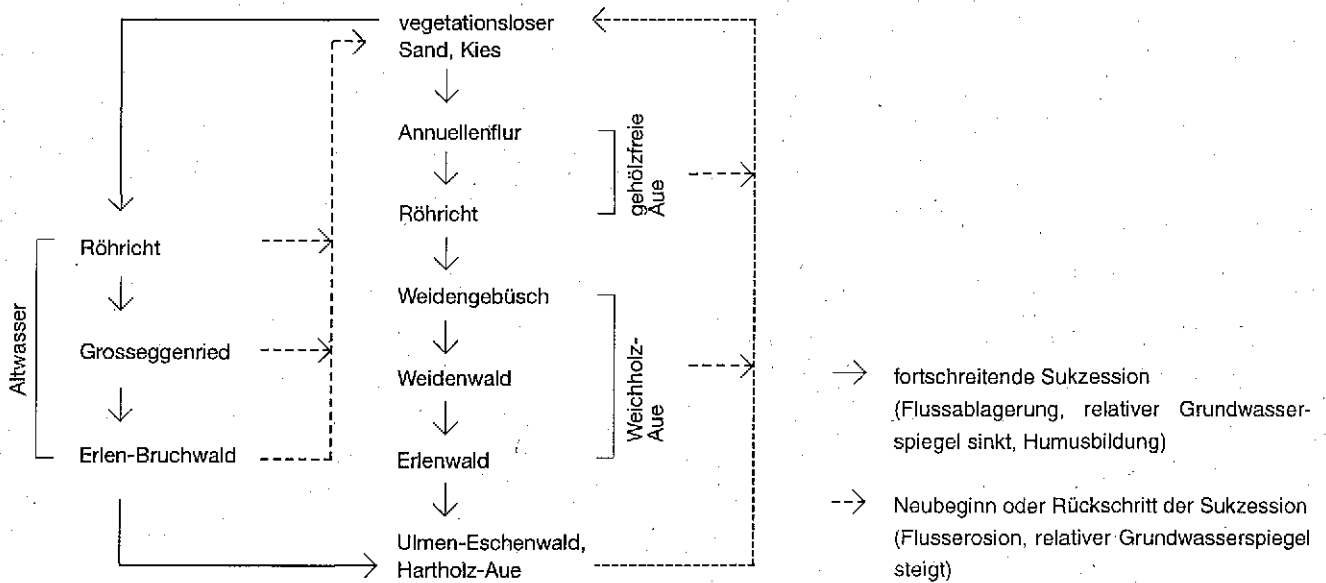 vegetationsloser
Sand, Kies
Annuellenflur
Röhricht
gehölzfreie
Aue
Weidengebüsch
Weidenwald
Erlenwald
Weichholz-
Aue
Ulmen-Eschenwald,
Hartholz-Aue
Altwasser
Röhricht
Grosseggenried
Erlen-Bruchwald
fortschreitende Sukzession
(Flussablagerung, relativer Grundwasser-
spiegel sinkt, Humusbildung)
Neubeginn oder Rückschritt der Sukzession
(Flusserosion, relativer Grundwasserspiegel
steigt)